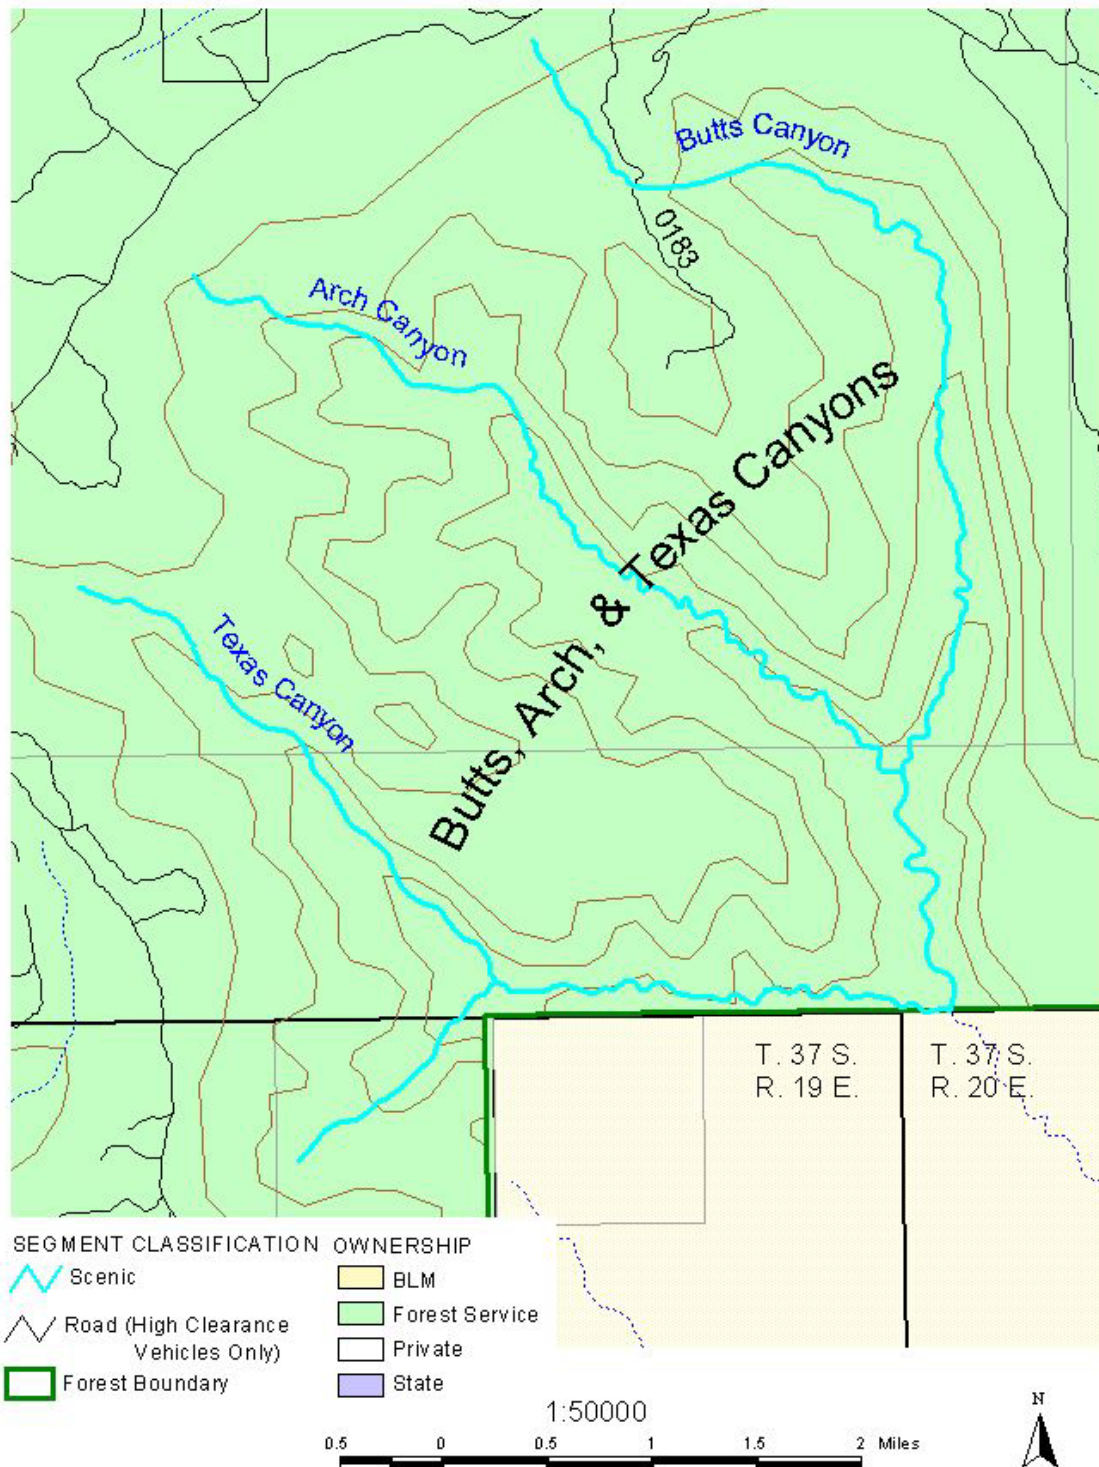 Butts Canyon
0183
Arch Canyon
Butts, Arch, & Texas Canyons
Texas Canyon
T. 37 S.
R. 19 E.
T. 37 S.
R. 20 E.
SEGMENT CLASSIFICATION
Scenic
Road (High Clearance
Vehicles Only)
Forest Boundary
OWNERSHIP
BLM
Forest Service
Private
State
1:50000
0.5 0 0.5 1 1.5 2 Miles
N